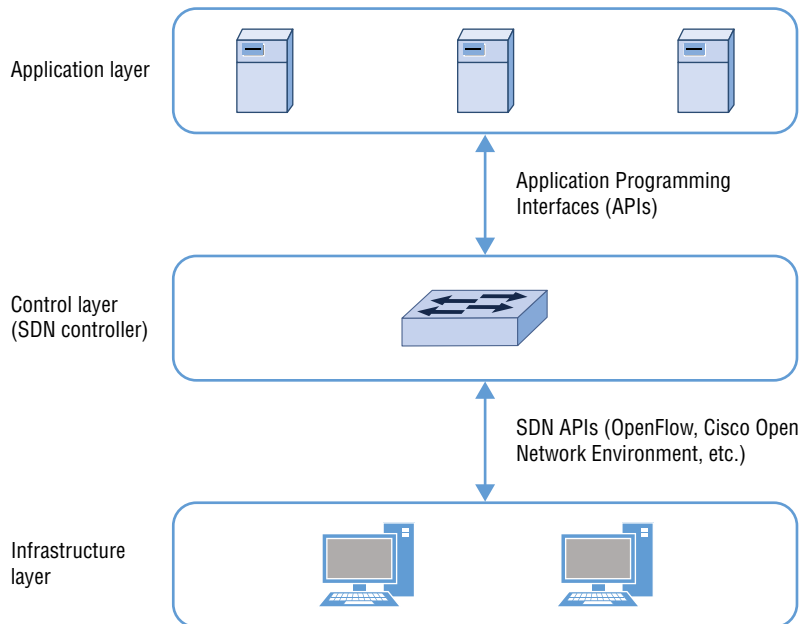 Application layer
Application Programming
Interfaces (APIs)
Control layer
(SDN controller)
SDN APIs (OpenFlow, Cisco Open
Network Environment, etc.)
Infrastructure
layer